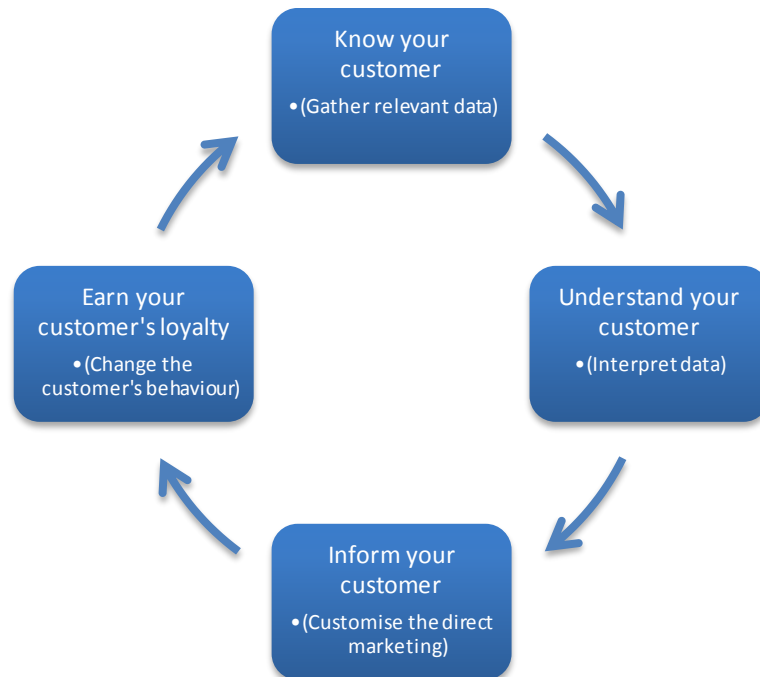 Know your
customer
•(Gather relevant data)
Understand your
customer
•(Interpret data)
Inform your
customer
•(Customise the direct
marketing)
Earn your
customer's loyalty
•(Change the
customer's behaviour)